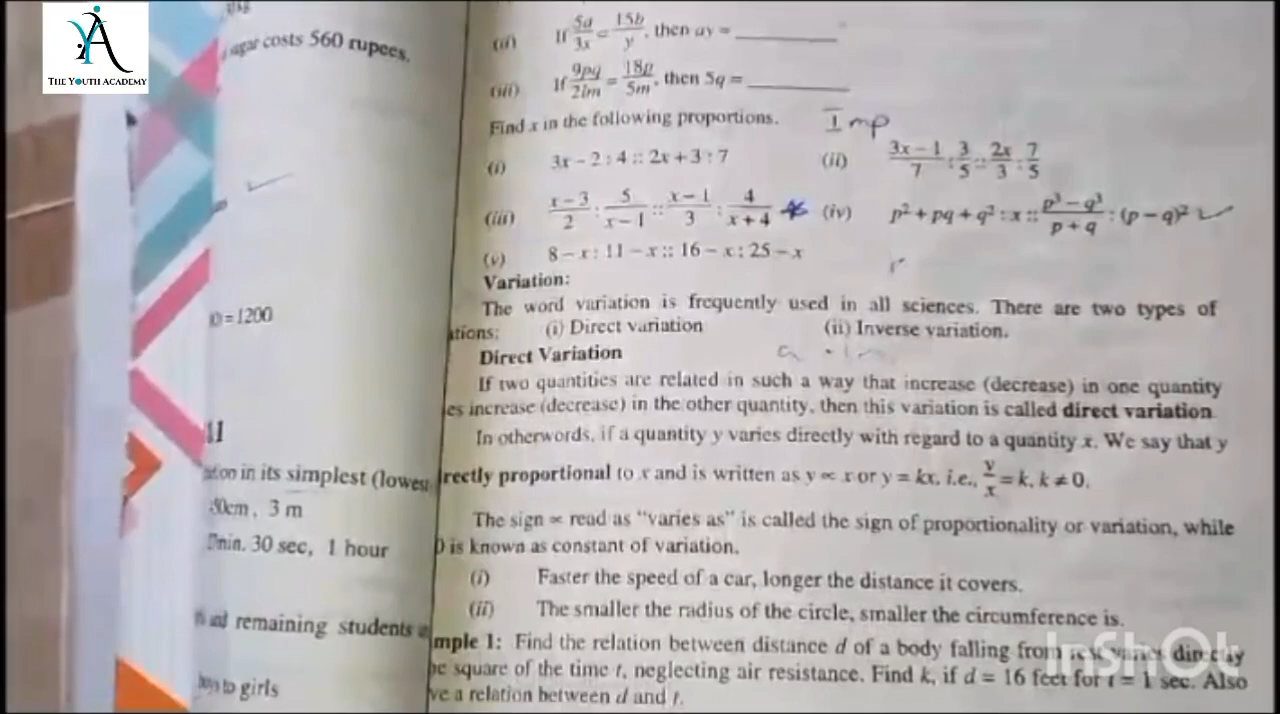 THE YOUTH ACADEMY
sugar costs 560 rupees,
= 1200
11
in its simplest (lowest
cm, 3 m
min. 30 sec, 1 hour
and remaining students
to girls
(ii) If 5a/3x = 15b/y, then ay = ________
(iii) If 9pq/2lm = 18p/5m, then 5q = ________
Find x in the following proportions. Imp
(i) 3x – 2 : 4 :: 2x + 3 : 7 (ii) 3x – 1/7 : 3/5 :: 2x/3 : 7/5
(iii) x – 3/2 : 5/x – 1 :: x – 1/3 : 4/x + 4 (iv) p² + pq + q² : x :: p³ – q³/p + q : (p – q)²
(v) 8 – x : 11 – x :: 16 – x : 25 – x
Variation:
The word variation is frequently used in all sciences. There are two types of
ations: (i) Direct variation (ii) Inverse variation.
Direct Variation
If two quantities are related in such a way that increase (decrease) in one quantity
es increase (decrease) in the other quantity, then this variation is called direct variation
In otherwords, if a quantity y varies directly with regard to a quantity x. We say that y
rectly proportional to x and is written as y ∝ x or y = kx, i.e., y/x = k, k ≠ 0.
The sign ∝ read as "varies as" is called the sign of proportionality or variation, while
0 is known as constant of variation.
(i) Faster the speed of a car, longer the distance it covers.
(ii) The smaller the radius of the circle, smaller the circumference is.
mple 1: Find the relation between distance d of a body falling from rest varies directly
he square of the time t, neglecting air resistance. Find k, if d = 16 feet for t = 1 sec. Also
ve a relation between d and t.
InShOt